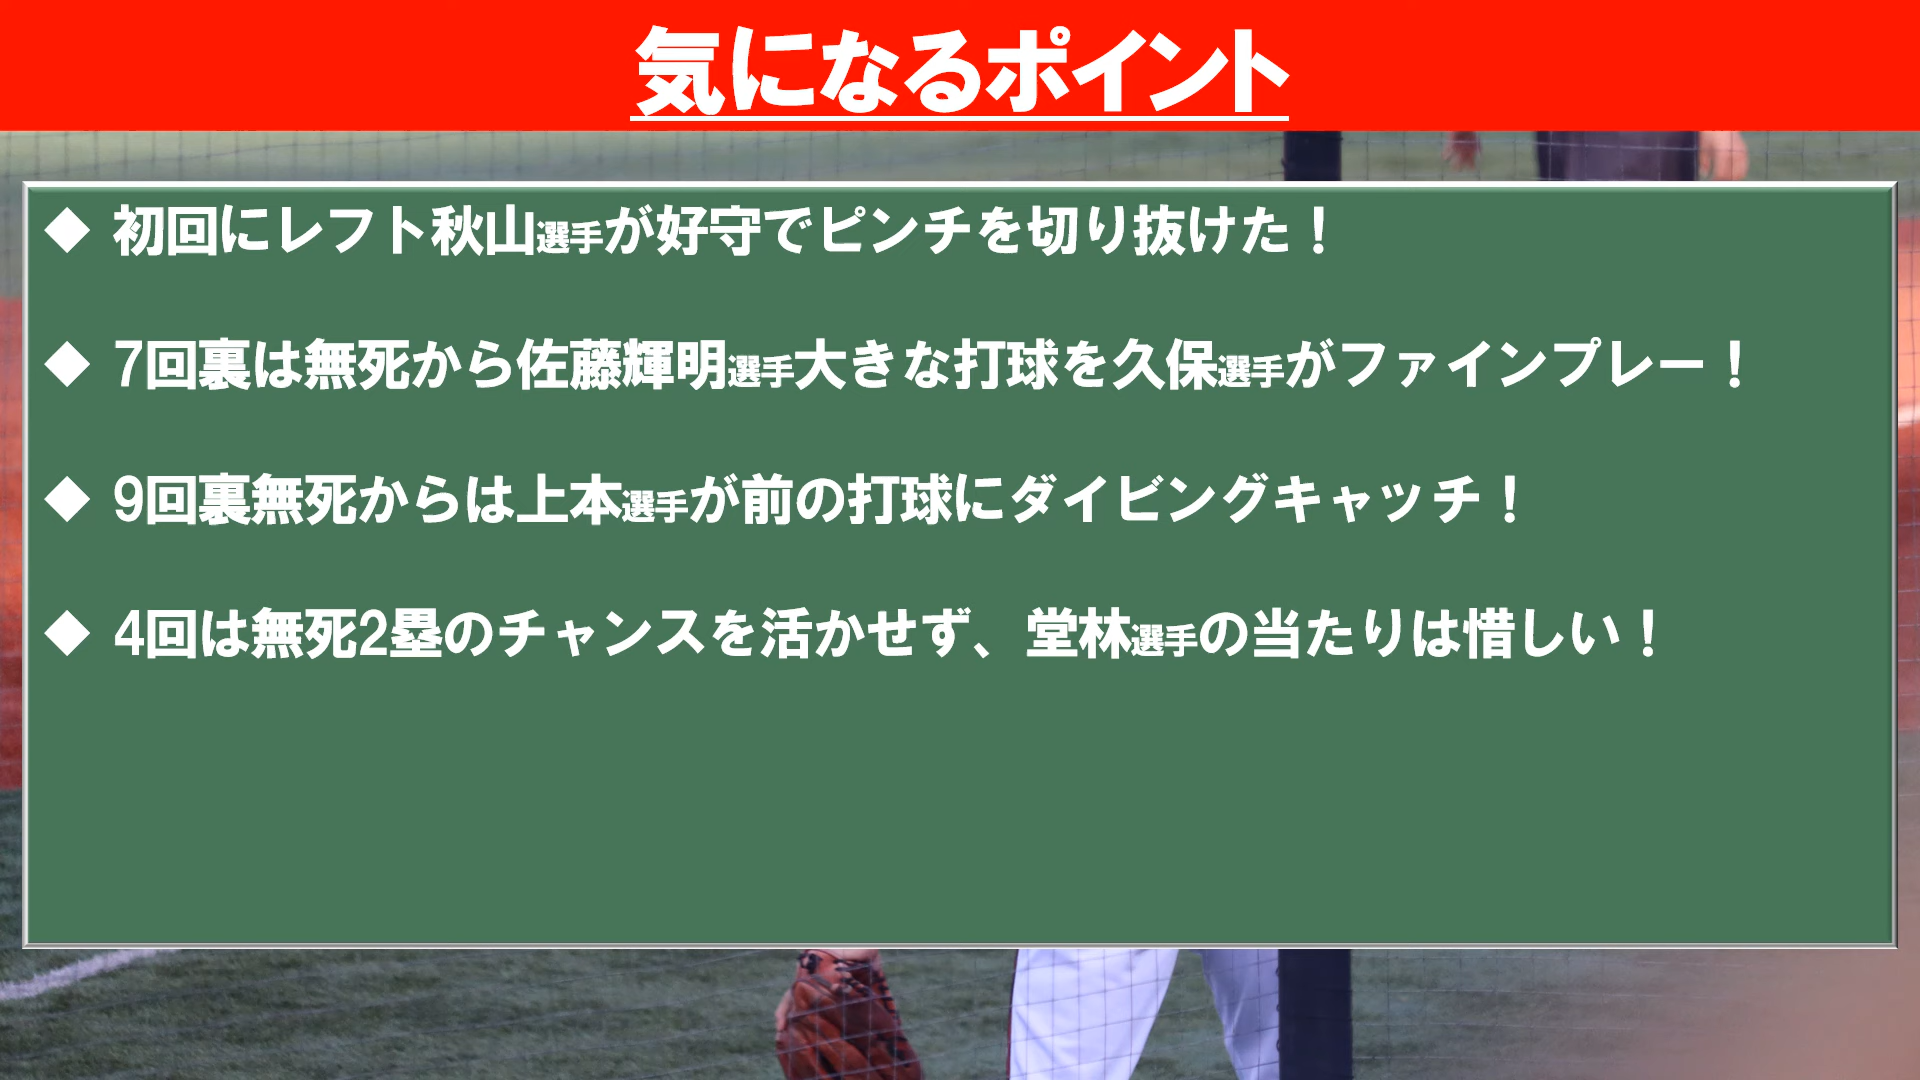 気になるポイント
◆ 初回にレフト秋山選手が好守でピンチを切り抜けた！
◆ 7回裏は無死から佐藤輝明選手大きな打球を久保選手がファインプレー！
◆ 9回裏無死からは上本選手が前の打球にダイビングキャッチ！
◆ 4回は無死2塁のチャンスを活かせず、堂林選手の当たりは惜しい！